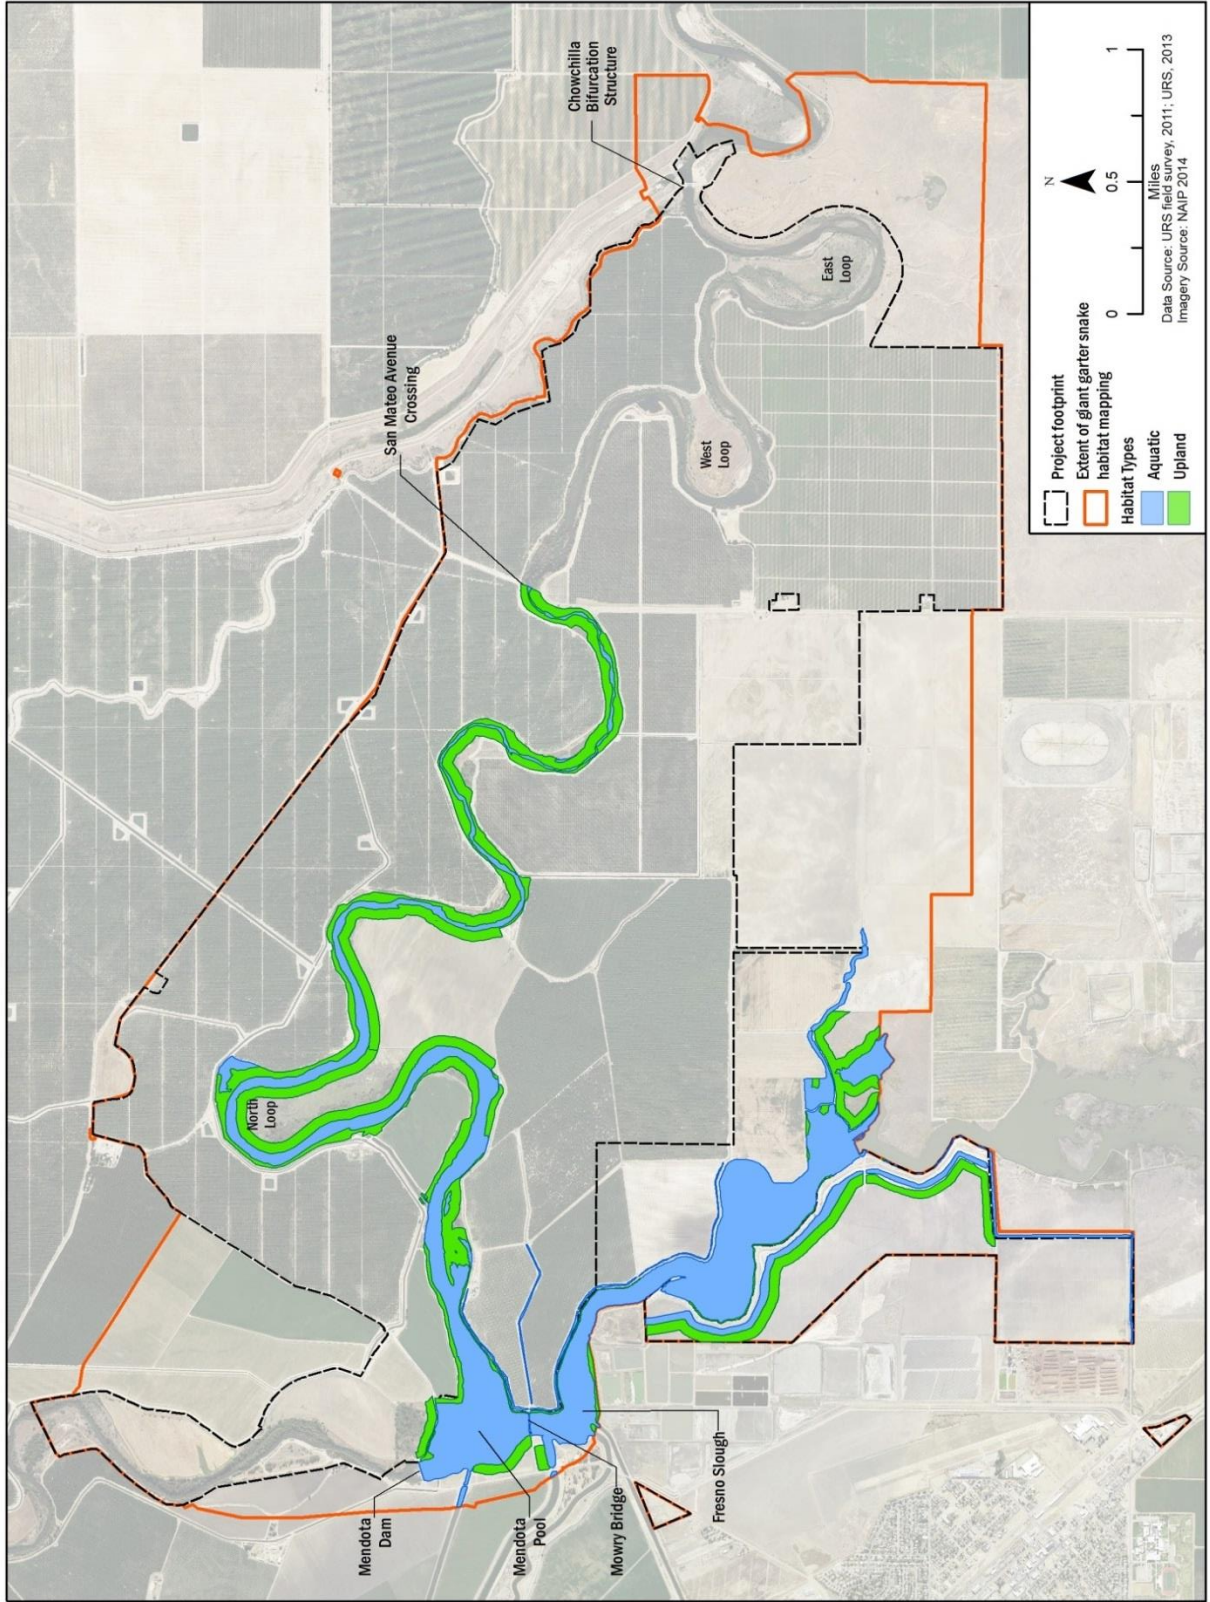 Chowchilla
Bifurcation
Structure
San Mateo Avenue
Crossing
East
Loop
West
Loop
North
Loop
Mendota
Dam
Mendota
Pool
Mowry Bridge
Fresno Slough
Project footprint
Extent of giant garter snake
habitat mapping
Habitat Types
Aquatic
Upland
N
0
0.5
1
Miles
Data Source: URS field survey, 2011; URS, 2013
Imagery Source: NAIP 2014